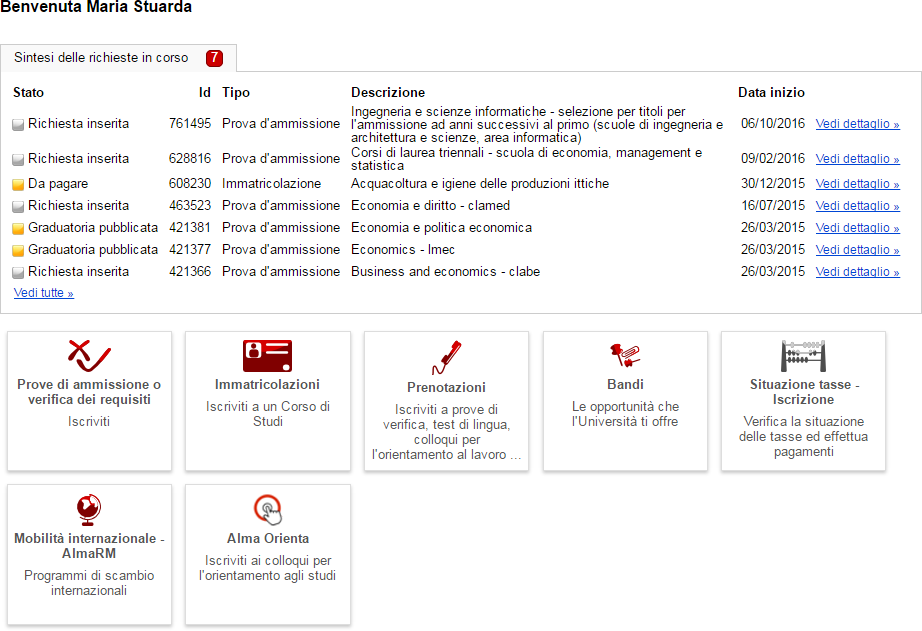 Benvenuta Maria Stuarda
Sintesi delle richieste in corso 7
Stato Id Tipo Descrizione Data inizio
Richiesta inserita 761495 Prova d'ammissione Ingegneria e scienze informatiche - selezione per titoli per
l'ammissione ad anni successivi al primo (scuole di ingegneria e
architettura e scienze, area informatica) 06/10/2016 Vedi dettaglio »
Richiesta inserita 628816 Prova d'ammissione Corsi di laurea triennali - scuola di economia, management e
statistica 09/02/2016 Vedi dettaglio »
Da pagare 608230 Immatricolazione Acquacoltura e igiene delle produzioni ittiche 30/12/2015 Vedi dettaglio »
Richiesta inserita 463523 Prova d'ammissione Economia e diritto - clamed 16/07/2015 Vedi dettaglio »
Graduatoria pubblicata 421381 Prova d'ammissione Economia e politica economica 26/03/2015 Vedi dettaglio »
Graduatoria pubblicata 421377 Prova d'ammissione Economics - lmec 26/03/2015 Vedi dettaglio »
Richiesta inserita 421366 Prova d'ammissione Business and economics - clabe 26/03/2015 Vedi dettaglio »
Vedi tutte »
Prove di ammissione o
verifica dei requisiti
Iscriviti
Immatricolazioni
Iscriviti a un Corso di
Studi
Prenotazioni
Iscriviti a prove di
verifica, test di lingua,
colloqui per
l'orientamento al lavoro ...
Bandi
Le opportunità che
l'Università ti offre
Situazione tasse -
Iscrizione
Verifica la situazione
delle tasse ed effettua
pagamenti
Mobilità internazionale -
AlmaRM
Programmi di scambio
internazionali
Alma Orienta
Iscriviti ai colloqui per
l'orientamento agli studi